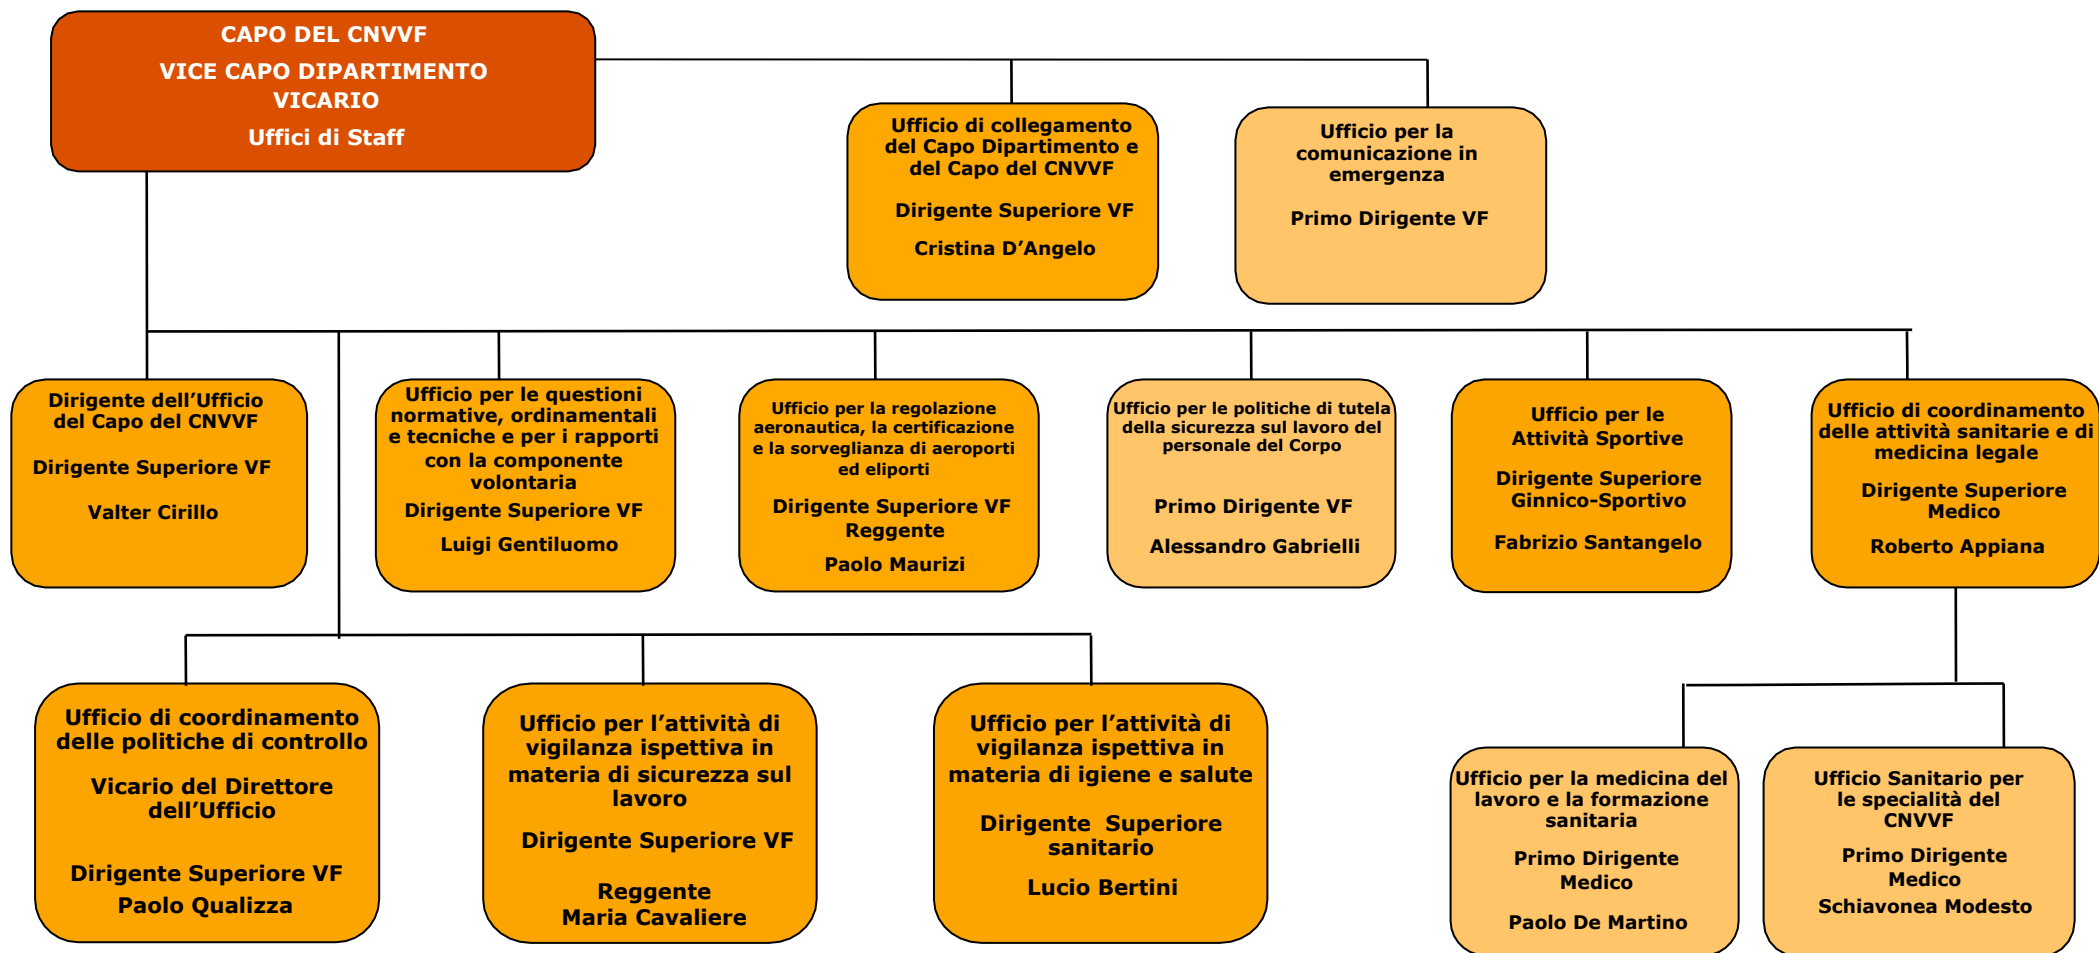 CAPO DEL CNVVF
VICE CAPO DIPARTIMENTO
VICARIO
Uffici di Staff
Ufficio di collegamento
del Capo Dipartimento e
del Capo del CNVVF
Dirigente Superiore VF
Cristina D’Angelo
Ufficio per la
comunicazione in
emergenza
Primo Dirigente VF
Dirigente dell’Ufficio
del Capo del CNVVF
Dirigente Superiore VF
Valter Cirillo
Ufficio per le questioni
normative, ordinamentali
e tecniche e per i rapporti
con la componente
volontaria
Dirigente Superiore VF
Luigi Gentiluomo
Ufficio per la regolazione
aeronautica, la certificazione
e la sorveglianza di aeroporti
ed eliporti
Dirigente Superiore VF
Reggente
Paolo Maurizi
Ufficio per le politiche di tutela
della sicurezza sul lavoro del
personale del Corpo
Primo Dirigente VF
Alessandro Gabrielli
Ufficio per le
Attività Sportive
Dirigente Superiore
Ginnico-Sportivo
Fabrizio Santangelo
Ufficio di coordinamento
delle attività sanitarie e di
medicina legale
Dirigente Superiore
Medico
Roberto Appiana
Ufficio di coordinamento
delle politiche di controllo
Vicario del Direttore
dell’Ufficio
Dirigente Superiore VF
Paolo Qualizza
Ufficio per l’attività di
vigilanza ispettiva in
materia di sicurezza sul
lavoro
Dirigente Superiore VF
Reggente
Maria Cavaliere
Ufficio per l’attività di
vigilanza ispettiva in
materia di igiene e salute
Dirigente Superiore
sanitario
Lucio Bertini
Ufficio per la medicina del
lavoro e la formazione
sanitaria
Primo Dirigente
Medico
Paolo De Martino
Ufficio Sanitario per
le specialità del
CNVVF
Primo Dirigente
Medico
Schiavonea Modesto